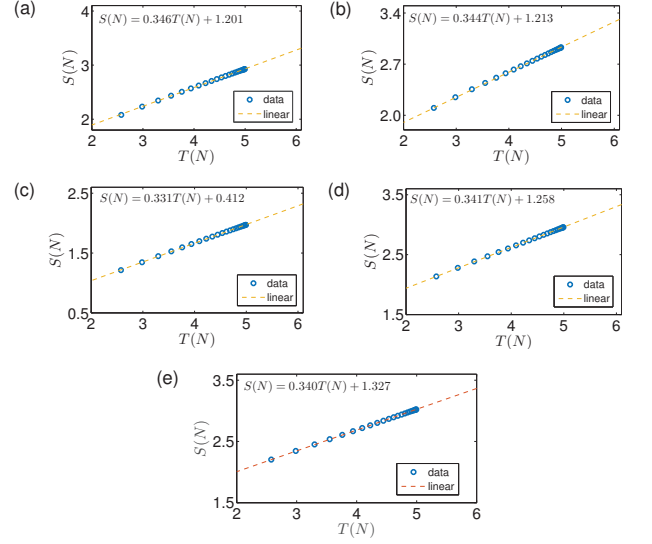 (a)
S(N) = 0.346T(N) + 1.201
S(N)
4
3
2
2 3 4 5 6
T(N)
data
linear
(b)
S(N) = 0.344T(N) + 1.213
S(N)
3.4
2.7
2.0
2 3 4 5 6
T(N)
data
linear
(c)
S(N) = 0.331T(N) + 0.412
S(N)
2.5
1.5
0.5
2 3 4 5 6
T(N)
data
linear
(d)
S(N) = 0.341T(N) + 1.258
S(N)
3.5
2.5
1.5
2 3 4 5 6
T(N)
data
linear
(e)
S(N) = 0.340T(N) + 1.327
S(N)
3.5
2.5
1.5
2 3 4 5 6
T(N)
data
linear